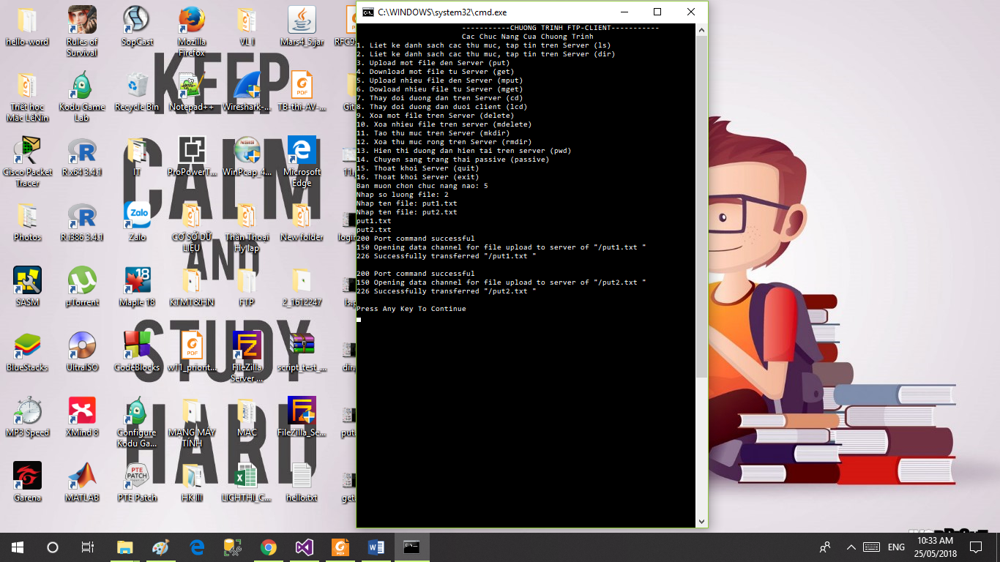 hello-word
Rules of Survival
SopCast
Mozilla Firefox
VL I
Mars4_5.jar
Triết học Mác LêNin
Kodu Game Lab
Recycle Bin
Notepad++
Wireshark-...
TB-thi-AV-...
Cisco Packet Tracer
R x64 3.4.1
IT
ProPowerT...
WinPcap_4...
Microsoft Edge
Photos
R i386 3.4.1
Zalo
CƠ SỞ DỮ LIỆU
Thần Thoại Hy lạp
New folder
SASM
µTorrent
Maple 18
KTMT&HN
FTP
2_1612247
BlueStacks
UltraISO
CodeBlocks
w11_priorit...
FileZilla Server ...
script_test_...
MP3 Speed
XMind 8
Configure Kodu Ga...
MẠNG MÁY TÍNH
MAC
FileZilla_Se...
Garena
MATLAB
PTE Patch
HK III
LICHTHI_C...
hello.txt
KEEP
CALM
AND
STUDY
HARD
C:\WINDOWS\system32\cmd.exe
-----------CHUONG TRINH FTP-CLIENT-----------
Cac Chuc Nang Cua Chuong Trinh
1. Liet ke danh sach cac thu muc, tap tin tren Server (ls)
2. Liet ke danh sach cac thu muc, tap tin tren Server (dir)
3. Upload mot file den Server (put)
4. Download mot file tu Server (get)
5. Upload nhieu file den Server (mput)
6. Dowload nhieu file tu Server (mget)
7. Thay doi duong dan tren Server (cd)
8. Thay doi duong dan duoi client (lcd)
9. Xoa mot file tren Server (delete)
10. Xoa nhieu file tren Server (mdelete)
11. Tao thu muc tren Server (mkdir)
12. Xoa thu muc rong tren Server (rmdir)
13. Hien thi duong dan hien tai tren server (pwd)
14. Chuyen sang trang thai passive (passive)
15. Thoat khoi Server (quit)
16. Thoat khoi Server (exit)
Ban muon chon chuc nang nao: 5
Nhap so luong file: 2
Nhap ten file: put1.txt
Nhap ten file: put2.txt
put1.txt
put2.txt
200 Port command successful
150 Opening data channel for file upload to server of "/put1.txt "
226 Successfully transferred "/put1.txt "
200 Port command successful
150 Opening data channel for file upload to server of "/put2.txt "
226 Successfully transferred "/put2.txt "
Press Any Key To Continue
ENG
10:33 AM
25/05/2018